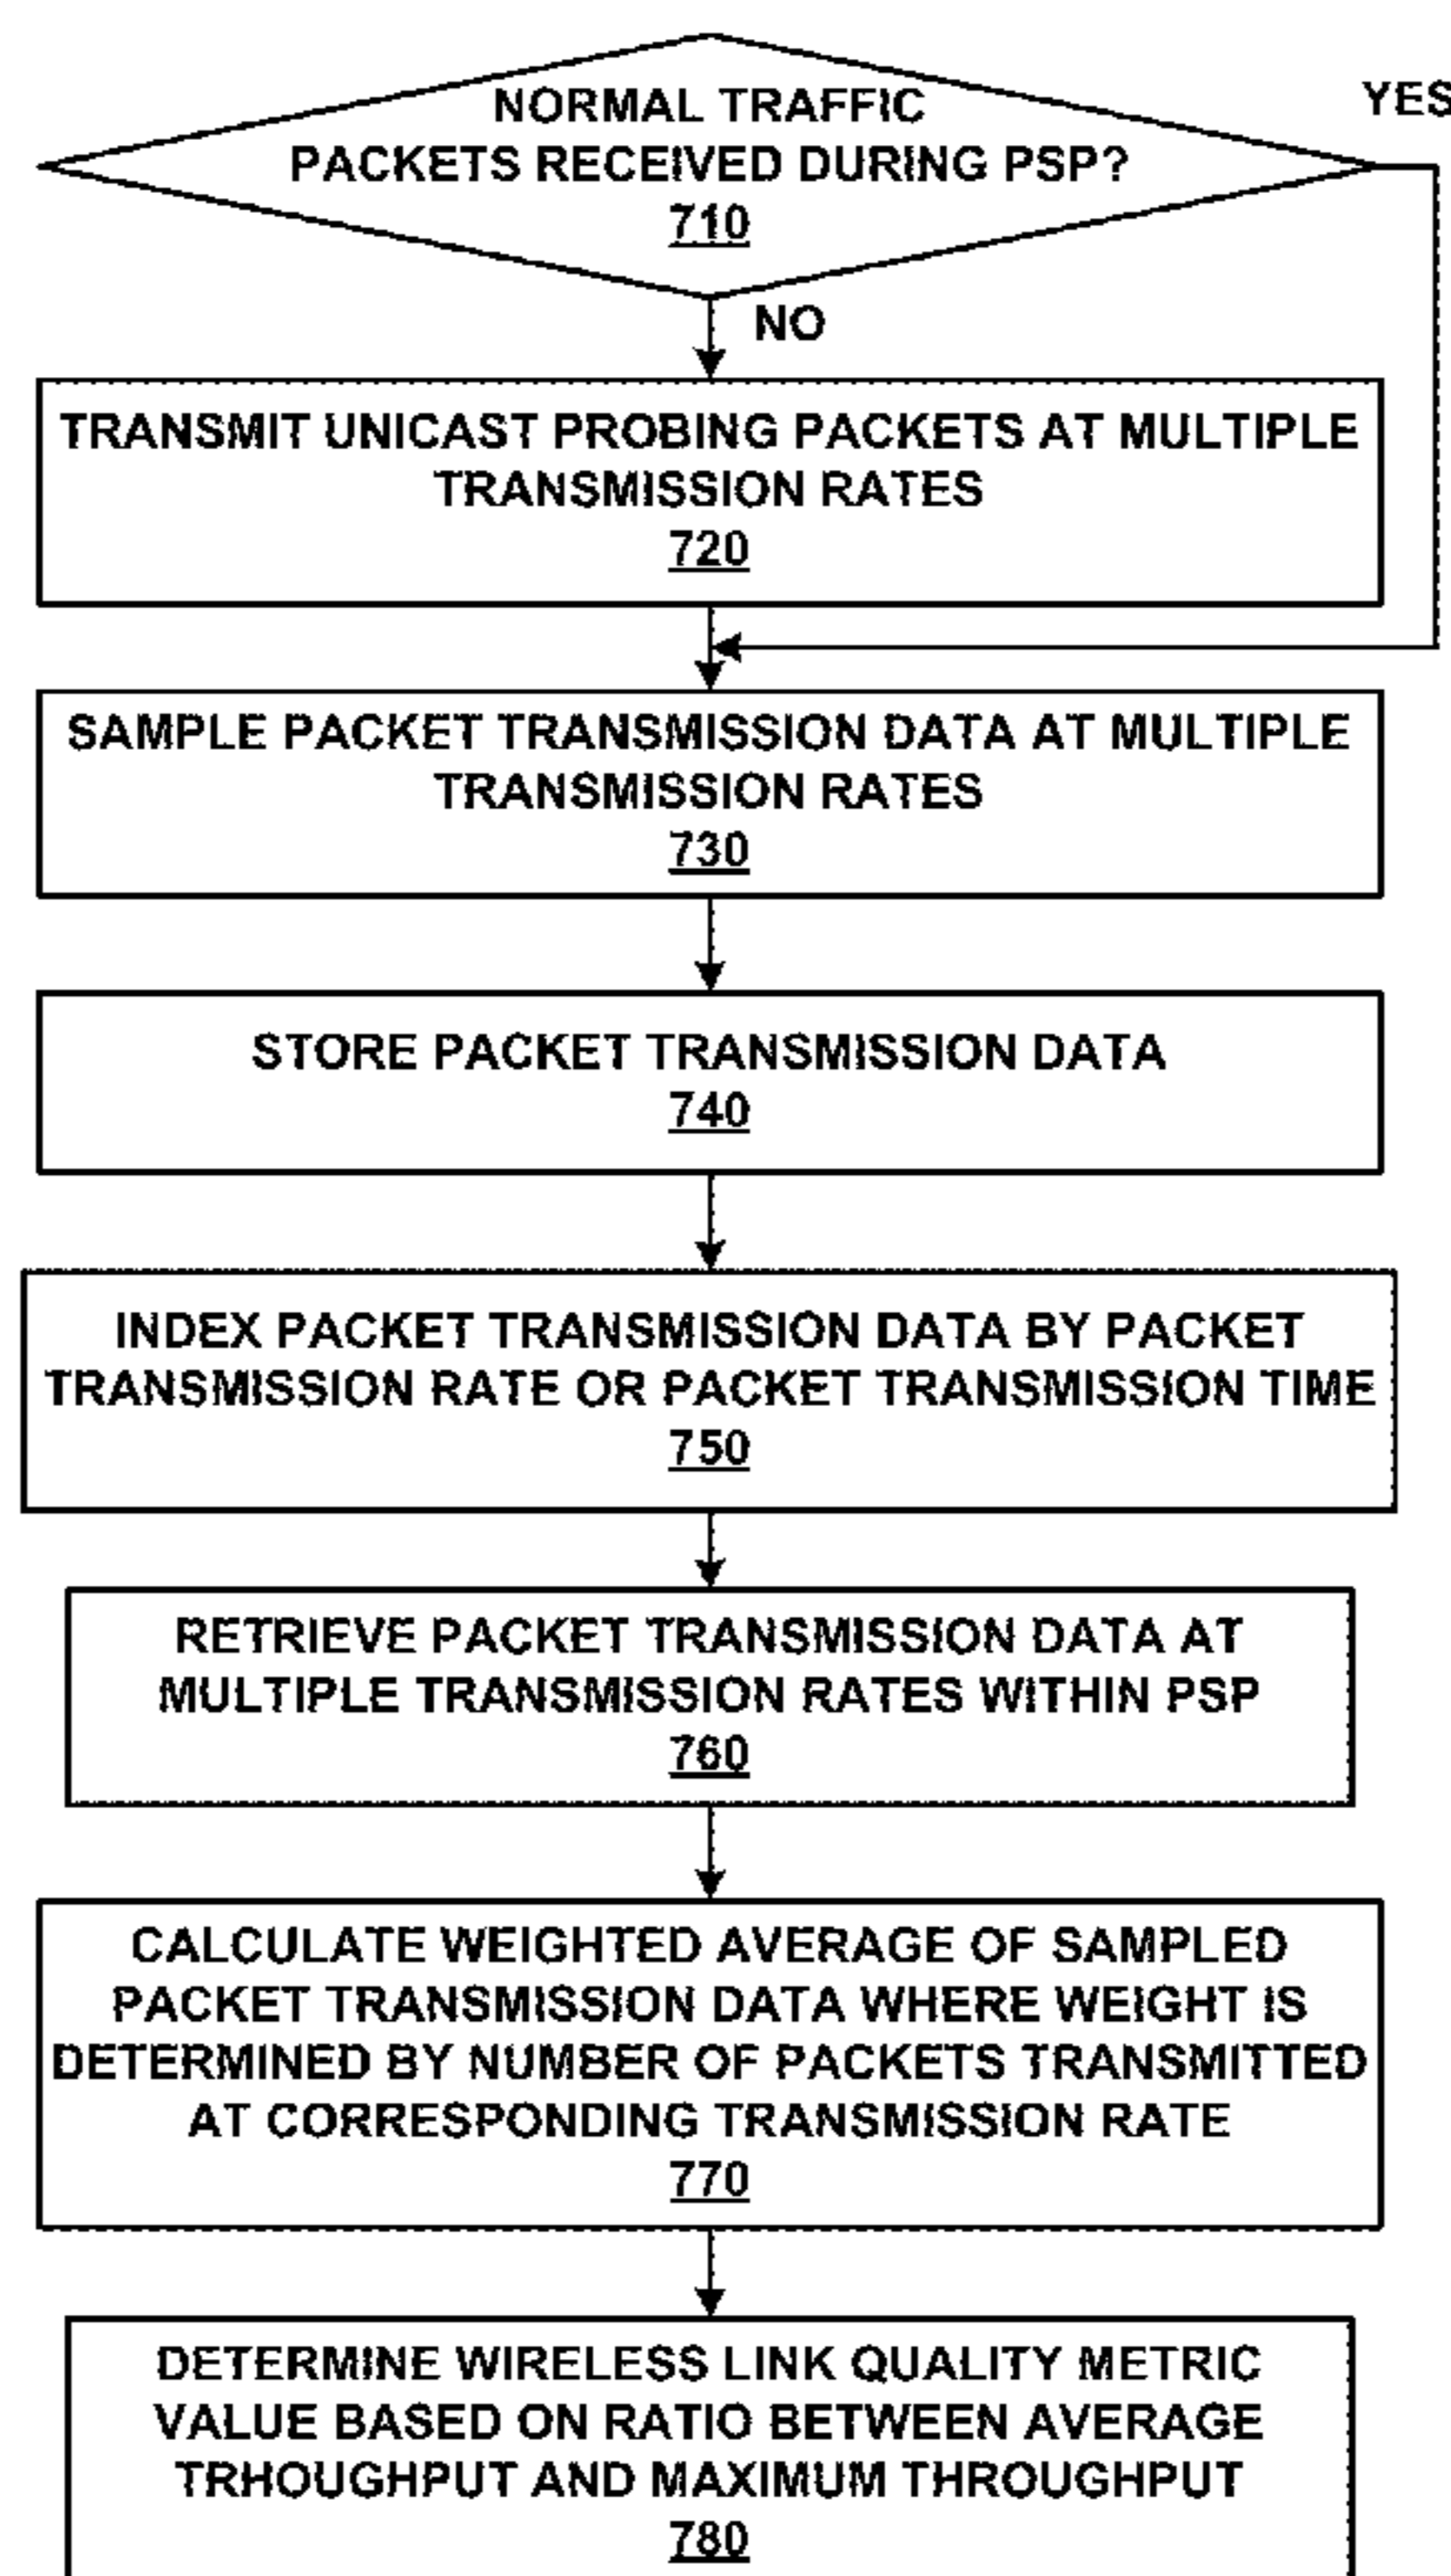 NORMAL TRAFFIC
YES
PACKETS RECEIVED DURING PSP?
710
NO
TRANSMIT UNICAST PROBING PACKETS AT MULTIPLE
TRANSMISSION RATES
720
SAMPLE PACKET TRANSMISSION DATA AT MULTIPLE
TRANSMISSION RATES
730
STORE PACKET TRANSMISSION DATA
740
INDEX PACKET TRANSMISSION DATA BY PACKET
TRANSMISSION RATE OR PACKET TRANSMISSION TIME
750
RETRIEVE PACKET TRANSMISSION DATA AT
MULTIPLE TRANSMISSION RATES WITHIN PSP
760
CALCULATE WEIGHTED AVERAGE OF SAMPLED
PACKET TRANSMISSION DATA WHERE WEIGHT IS
DETERMINED BY NUMBER OF PACKETS TRANSMITTED
AT CORRESPONDING TRANSMISSION RATE
770
DETERMINE WIRELESS LINK QUALITY METRIC
VALUE BASED ON RATIO BETWEEN AVERAGE
TRHOUGHPUT AND MAXIMUM THROUGHPUT
780